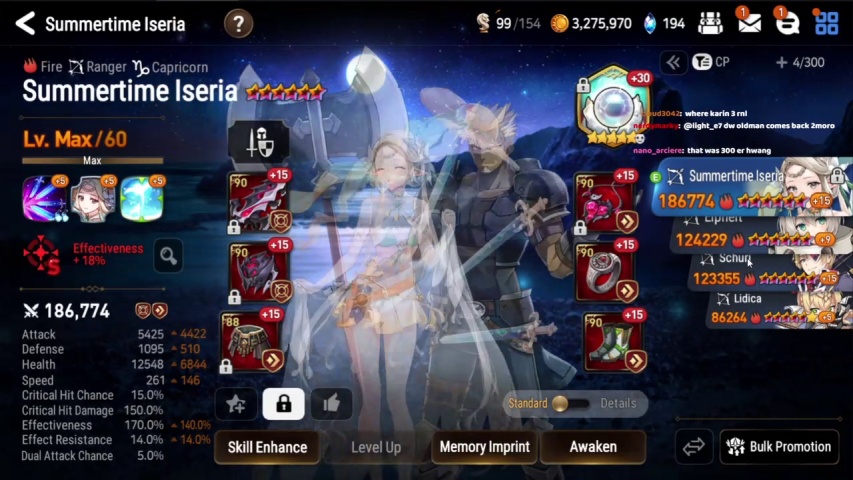 Summertime Iseria
?
99/154
3,275,970
194
1
1
Fire Ranger Capricorn
Summertime Iseria
CP
+ 4/300
+30
where karin 3 rnl
@light_e7 dw oldman comes back 2moro
nano_arciere: that was 300 er hwang
Lv. Max/60
Max
+5
+5
+5
Effectiveness
+ 18%
S
186,774
Attack 5425 4422
Defense 1095 510
Health 12548 6844
Speed 261 146
Critical Hit Chance 15.0%
Critical Hit Damage 150.0%
Effectiveness 170.0% 140.0%
Effect Resistance 14.0% 14.0%
Dual Attack Chance 5.0%
90 +15
90 +15
88 +15
90 +15
90 +15
90 +15
E
Summertime Iseria
186774 +15
124229 +9
Schuri
123355 +15
Lidica
86264 +5
Standard Details
Skill Enhance
Level Up
Memory Imprint
Awaken
Bulk Promotion